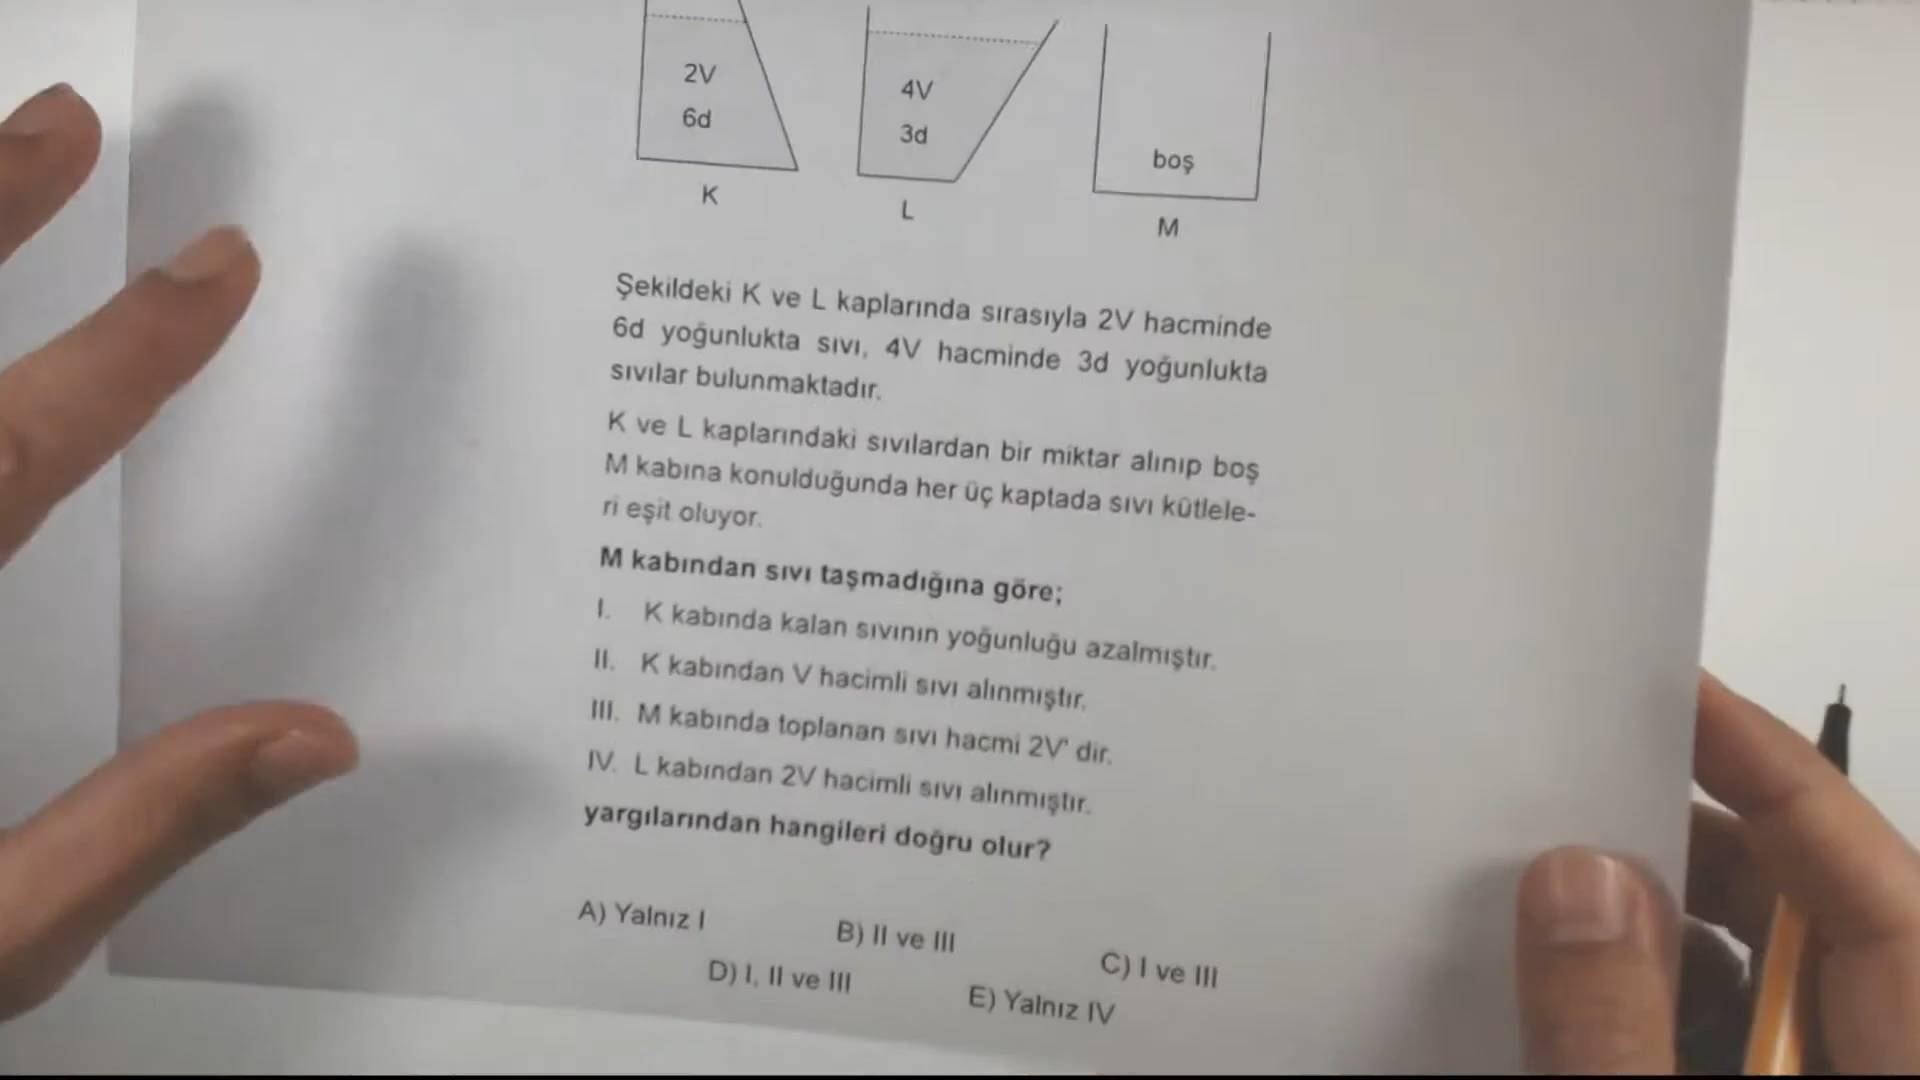 2V
6d
K
4V
3d
L
boş
M
Şekildeki K ve L kaplarında sırasıyla 2V hacminde
6d yoğunlukta sıvı, 4V hacminde 3d yoğunlukta
sıvılar bulunmaktadır.
K ve L kaplarındaki sıvılardan bir miktar alınıp boş
M kabına konulduğunda her üç kaptada sıvı kütlele-
ri eşit oluyor.
M kabından sıvı taşmadığına göre;
I. K kabında kalan sıvının yoğunluğu azalmıştır.
II. K kabından V hacimli sıvı alınmıştır.
III. M kabında toplanan sıvı hacmi 2V' dir.
IV. L kabından 2V hacimli sıvı alınmıştır.
yargılarından hangileri doğru olur?
A) Yalnız I
B) II ve III
C) I ve III
D) I, II ve III
E) Yalnız IV